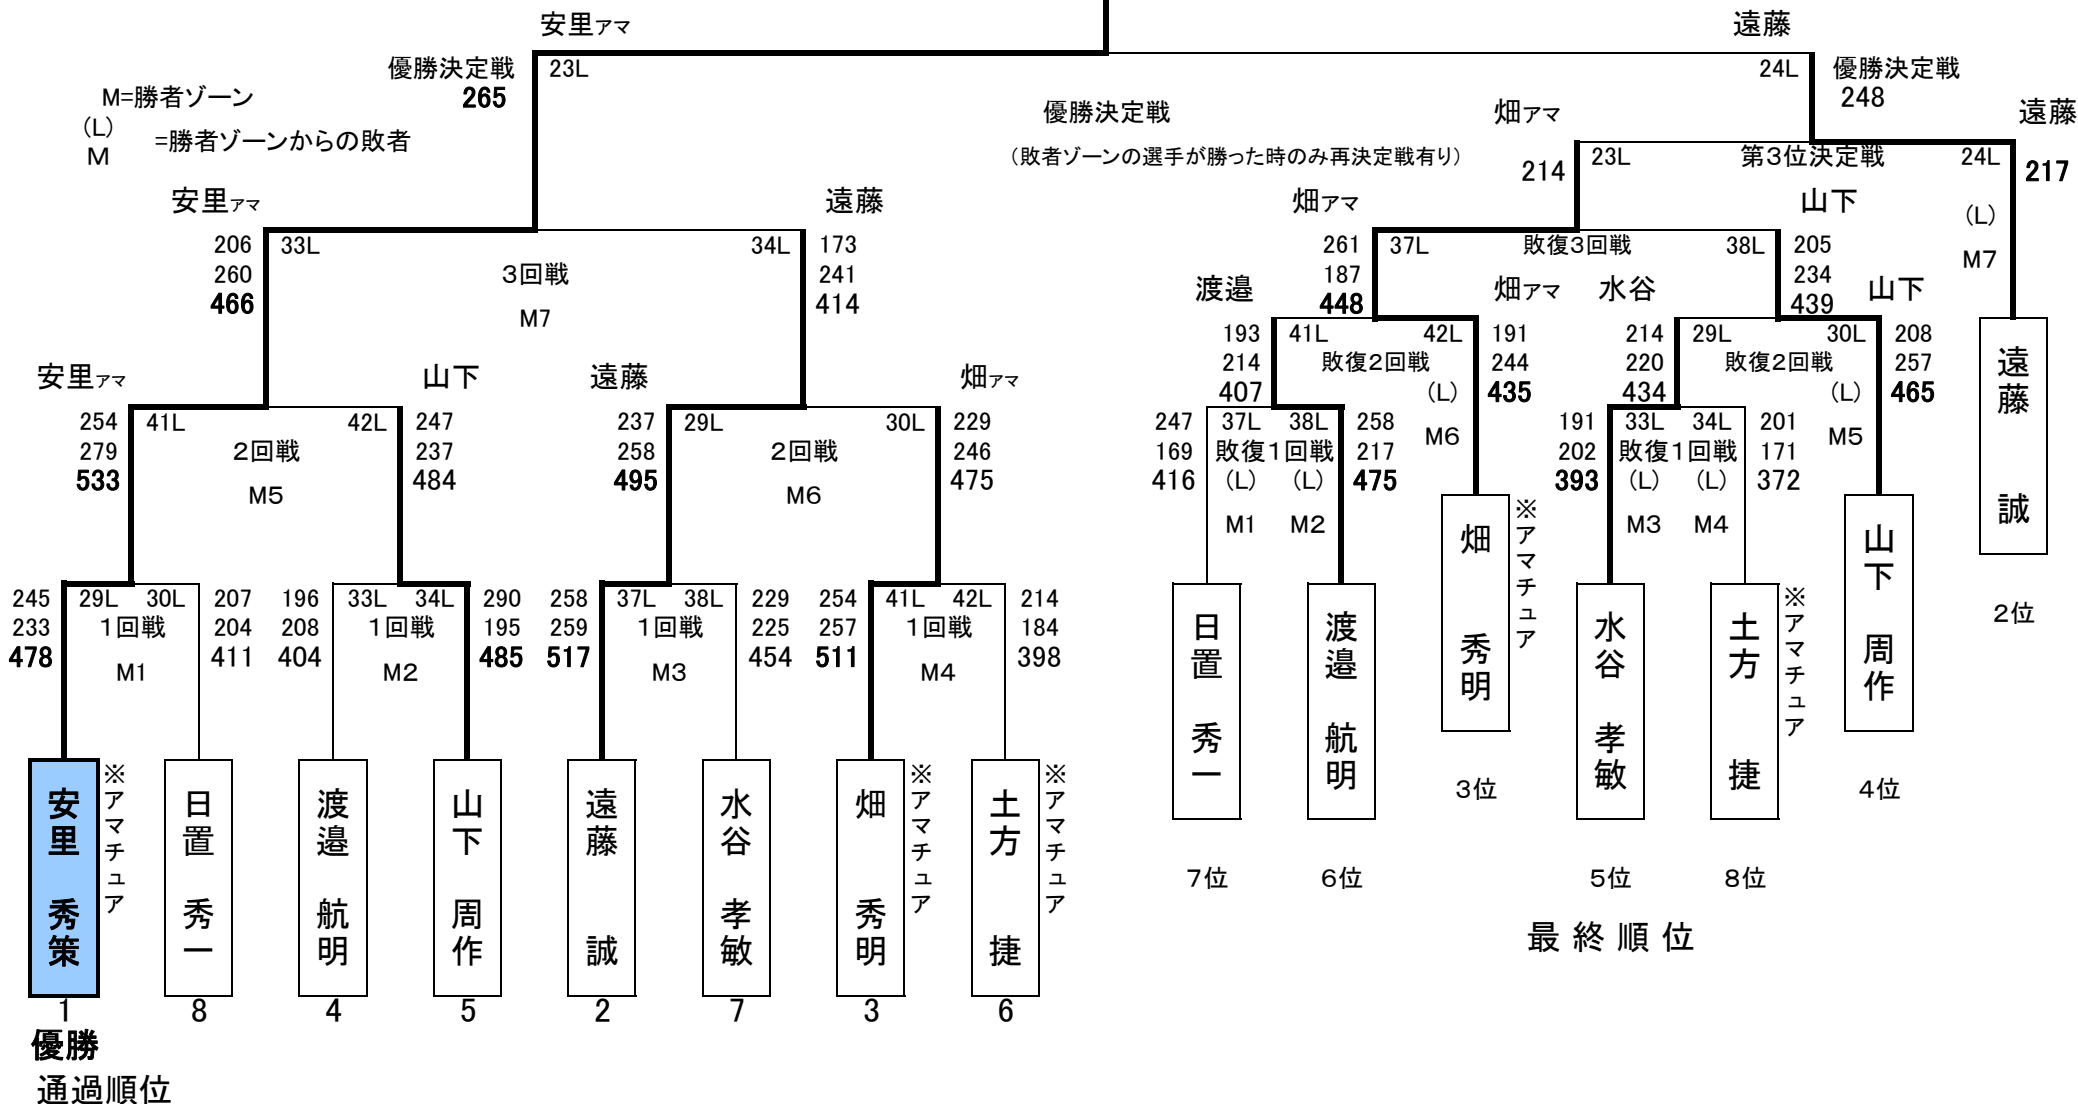 安里アマ
遠藤
優勝決定戦
265
23L
24L
優勝決定戦
248
M=勝者ゾーン
(L)
M
=勝者ゾーンからの敗者
優勝決定戦
(敗者ゾーンの選手が勝った時のみ再決定戦有り)
畑アマ
遠藤
214
23L
第3位決定戦
24L
217
安里アマ
遠藤
畑アマ
山下
(L)
M7
206
260
466
33L
3回戦
M7
34L
173
241
414
261
187
448
37L
敗復3回戦
38L
205
234
439
安里アマ
山下
遠藤
畑アマ
渡邉
畑アマ
水谷
山下
254
279
533
41L
2回戦
M5
42L
247
237
484
237
258
495
29L
2回戦
M6
30L
229
246
475
193
214
407
41L
敗復2回戦
42L
(L)
M6
191
244
435
214
220
434
29L
敗復2回戦
30L
(L)
M5
208
257
465
247
169
416
37L
38L
敗復1回戦
(L)
(L)
M1
M2
258
217
475
191
202
393
33L
34L
敗復1回戦
(L)
(L)
M3
M4
201
171
372
245
233
478
29L
30L
1回戦
M1
207
204
411
196
208
404
33L
34L
1回戦
M2
290
195
485
258
259
517
37L
38L
1回戦
M3
229
225
454
254
257
511
41L
42L
1回戦
M4
214
184
398
安里 秀策
※アマチュア
日置 秀一
渡邉 航明
山下 周作
遠藤 誠
水谷 孝敏
畑 秀明
※アマチュア
土方 捷
※アマチュア
1
8
4
5
2
7
3
6
優勝
通過順位
日置 秀一
渡邉 航明
畑 秀明
※アマチュア
水谷 孝敏
土方 捷
※アマチュア
山下 周作
遠藤 誠
7位
6位
3位
5位
8位
4位
2位
最終順位